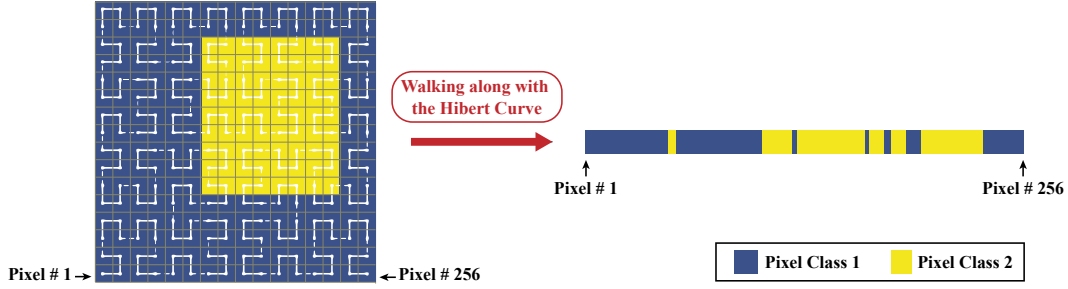 Walking along with
the Hibert Curve
Pixel # 1
Pixel # 256
Pixel # 1
Pixel # 256
Pixel Class 1
Pixel Class 2